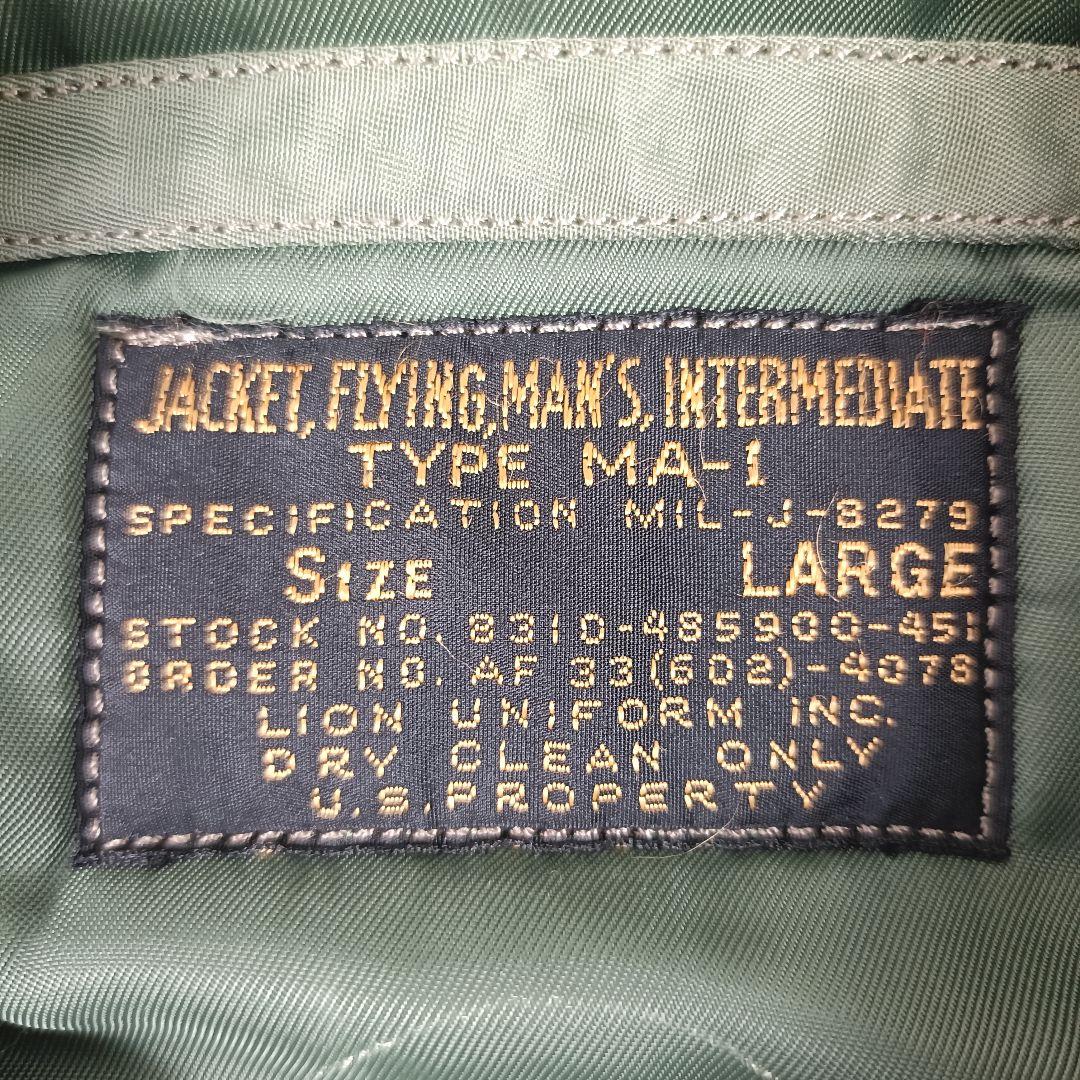 JACKET, FLYING, MAN'S, INTERMEDIATE
TYPE MA-1
SPECIFICATION MIL-J-8279
SIZE LARGE
STOCK NO. 8310-485900-451
ORDER NO. AF 33(602)-4078
LION UNIFORM INC.
DRY CLEAN ONLY
U.S. PROPERTY